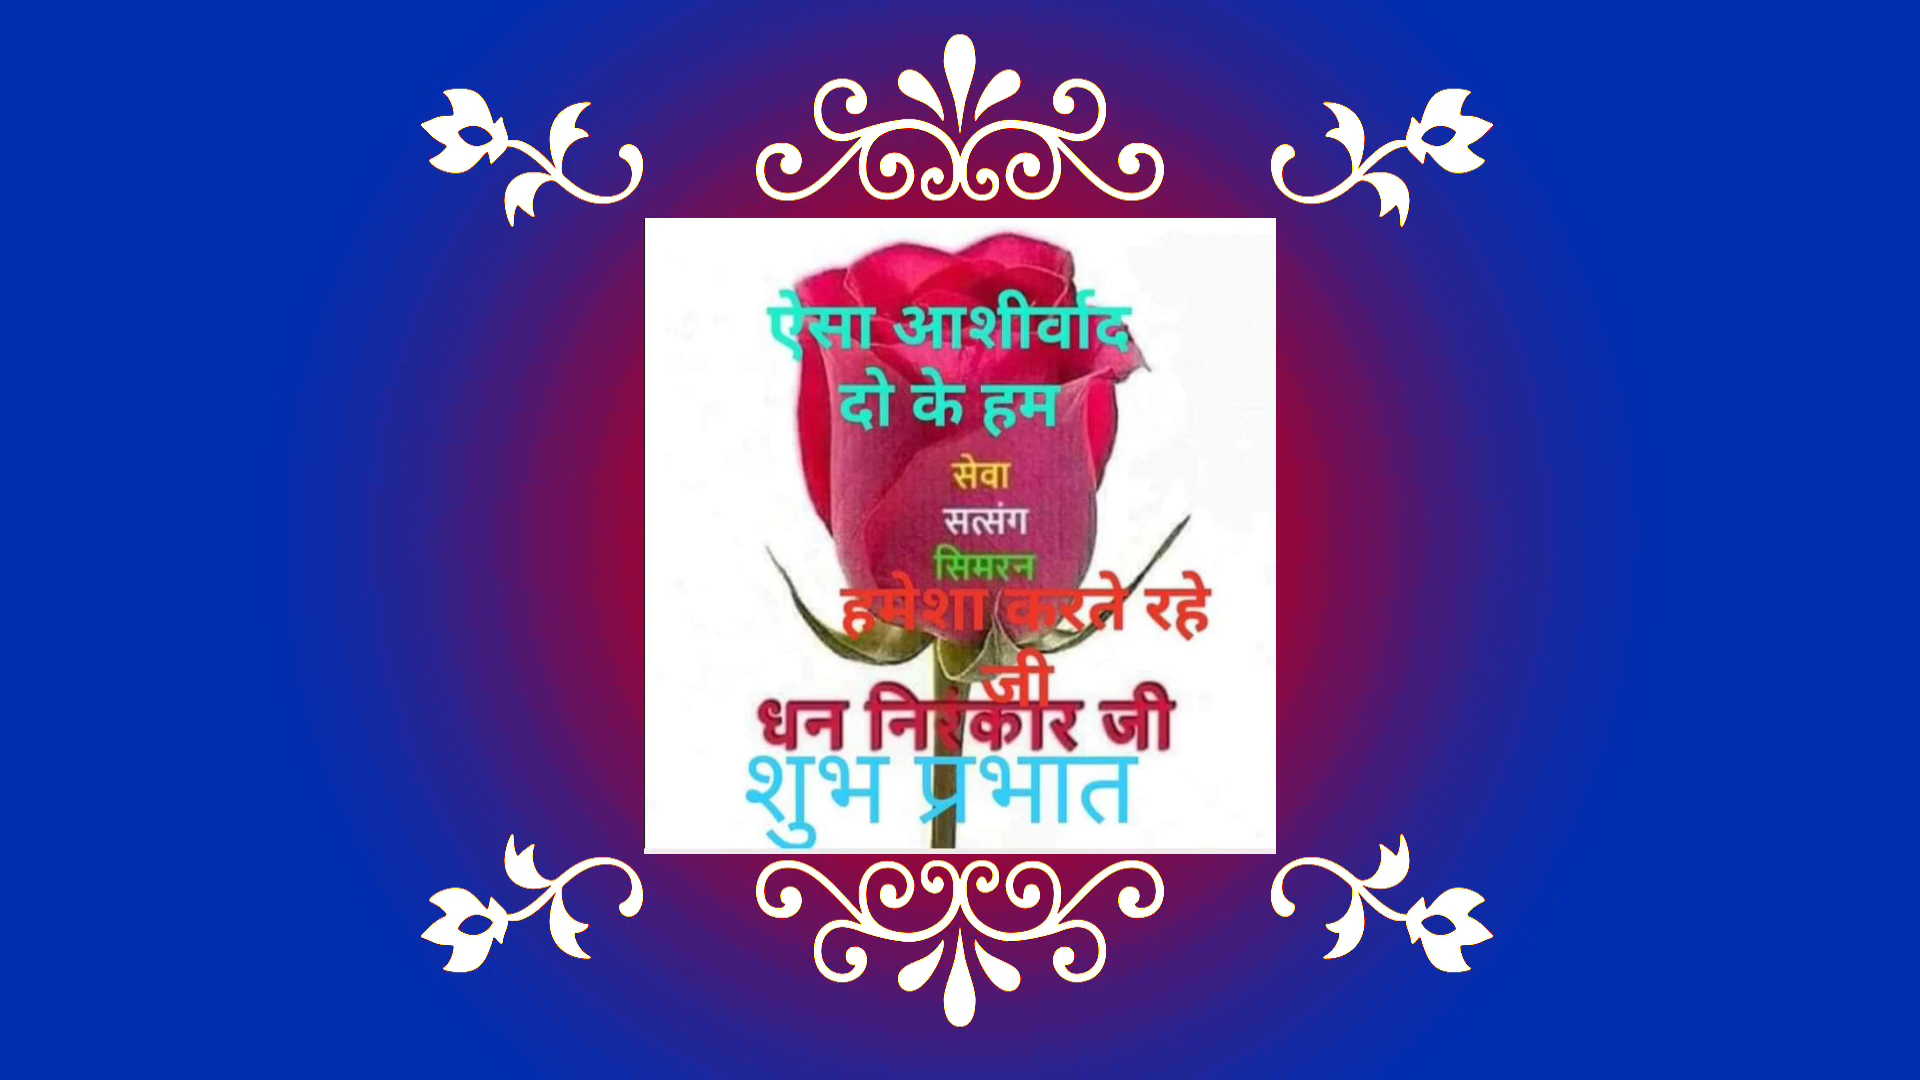 ऐसा आशीर्वाद
दो के हम
सेवा
सत्संग
सिमरन
हमेशा करते रहे
जी
धन निरंकार जी
शुभ प्रभात